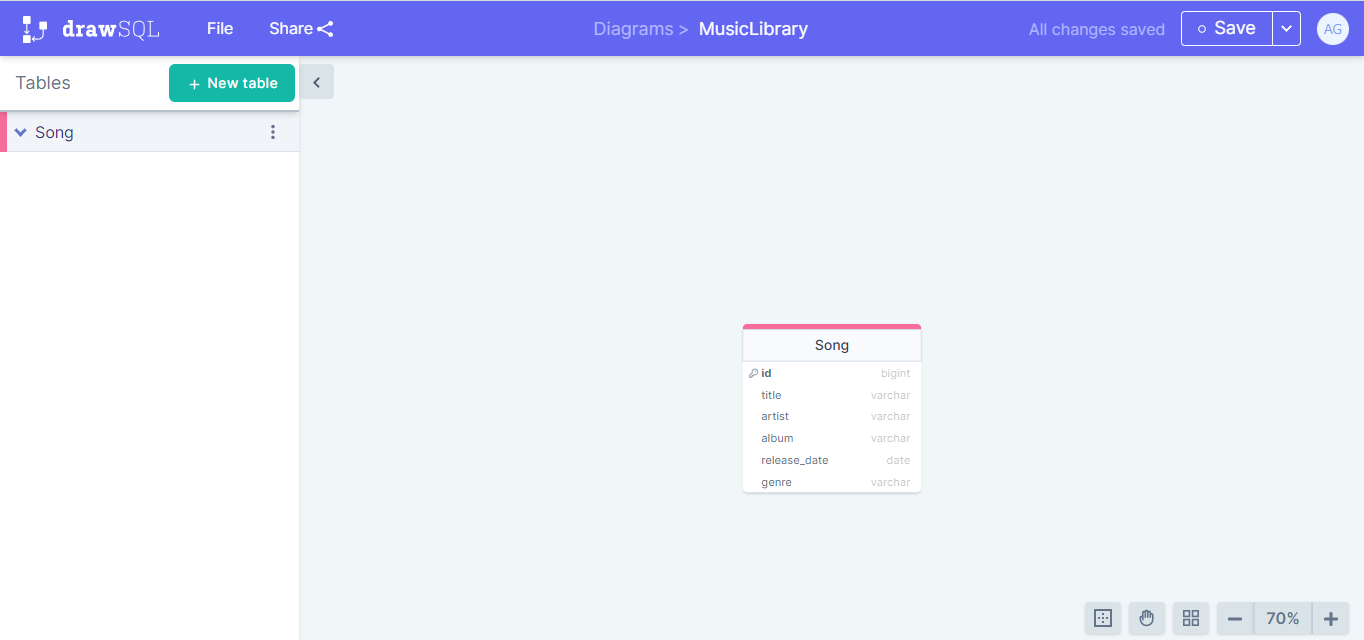 drawSQL File Share Diagrams > MusicLibrary All changes saved Save AG
Tables + New table
Song
Song
id bigint
title varchar
artist varchar
album varchar
release_date date
genre varchar
70%